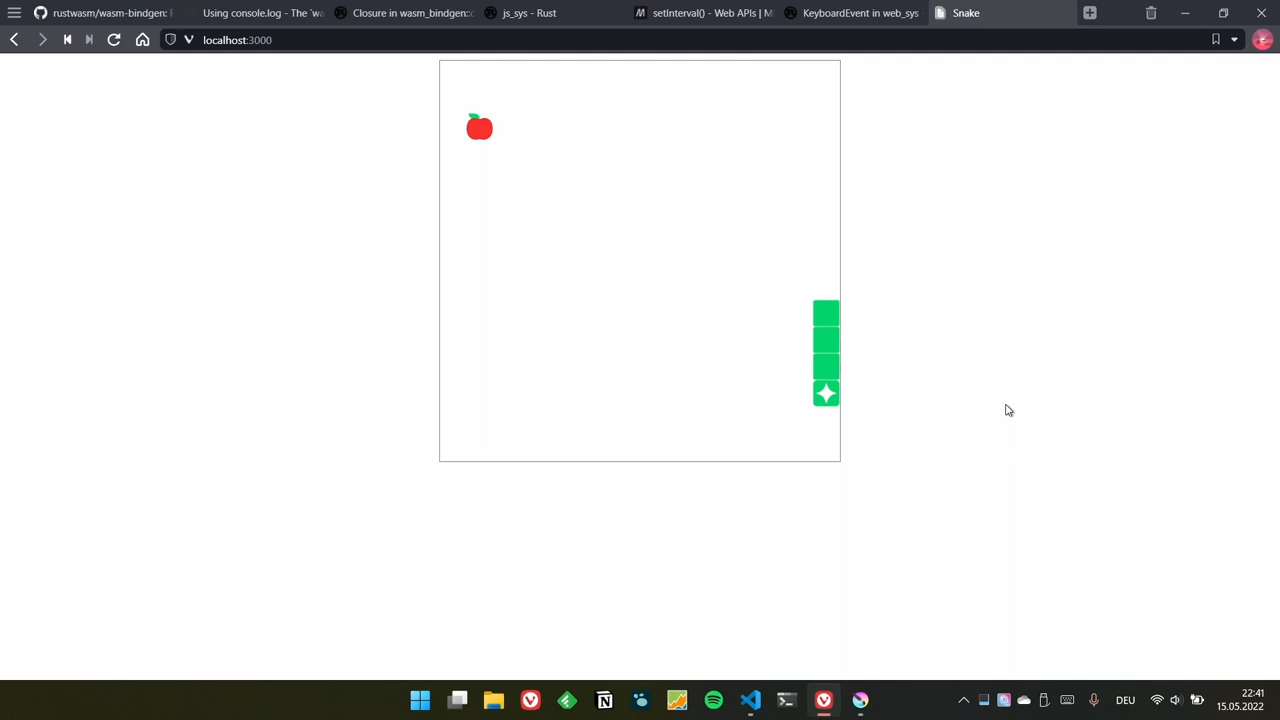 rustwasm/wasm-bindgen: F
Using console.log - The `wa
Closure in wasm_bindgen::c
js_sys - Rust
setInterval() - Web APIs | M
KeyboardEvent in web_sys
Snake
localhost:3000
DEU
22:41
15.05.2022